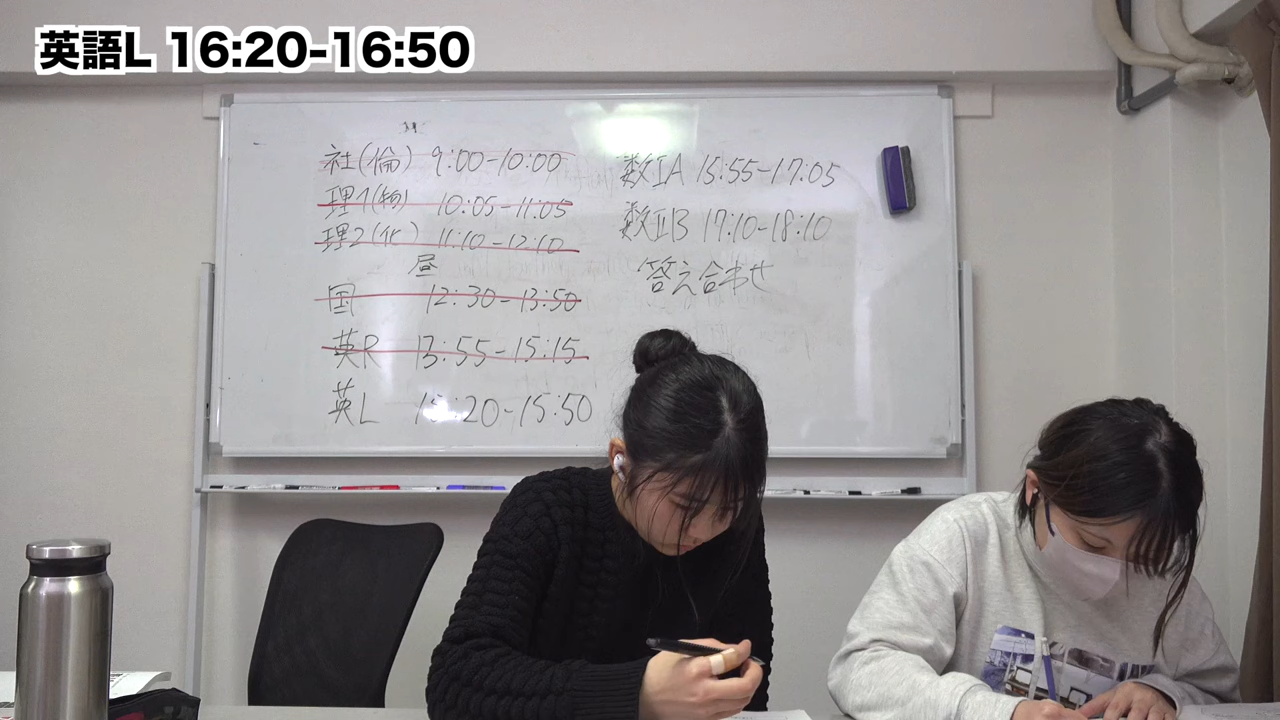 英語L 16:20-16:50
社(倫) 9:00-10:00
理1(物) 10:05-11:05
理2(化) 11:10-12:10
昼
国 12:30-13:50
英R 13:55-15:15
英L 15:20-15:50
数IA 15:55-17:05
数IIB 17:10-18:10
答え合わせ